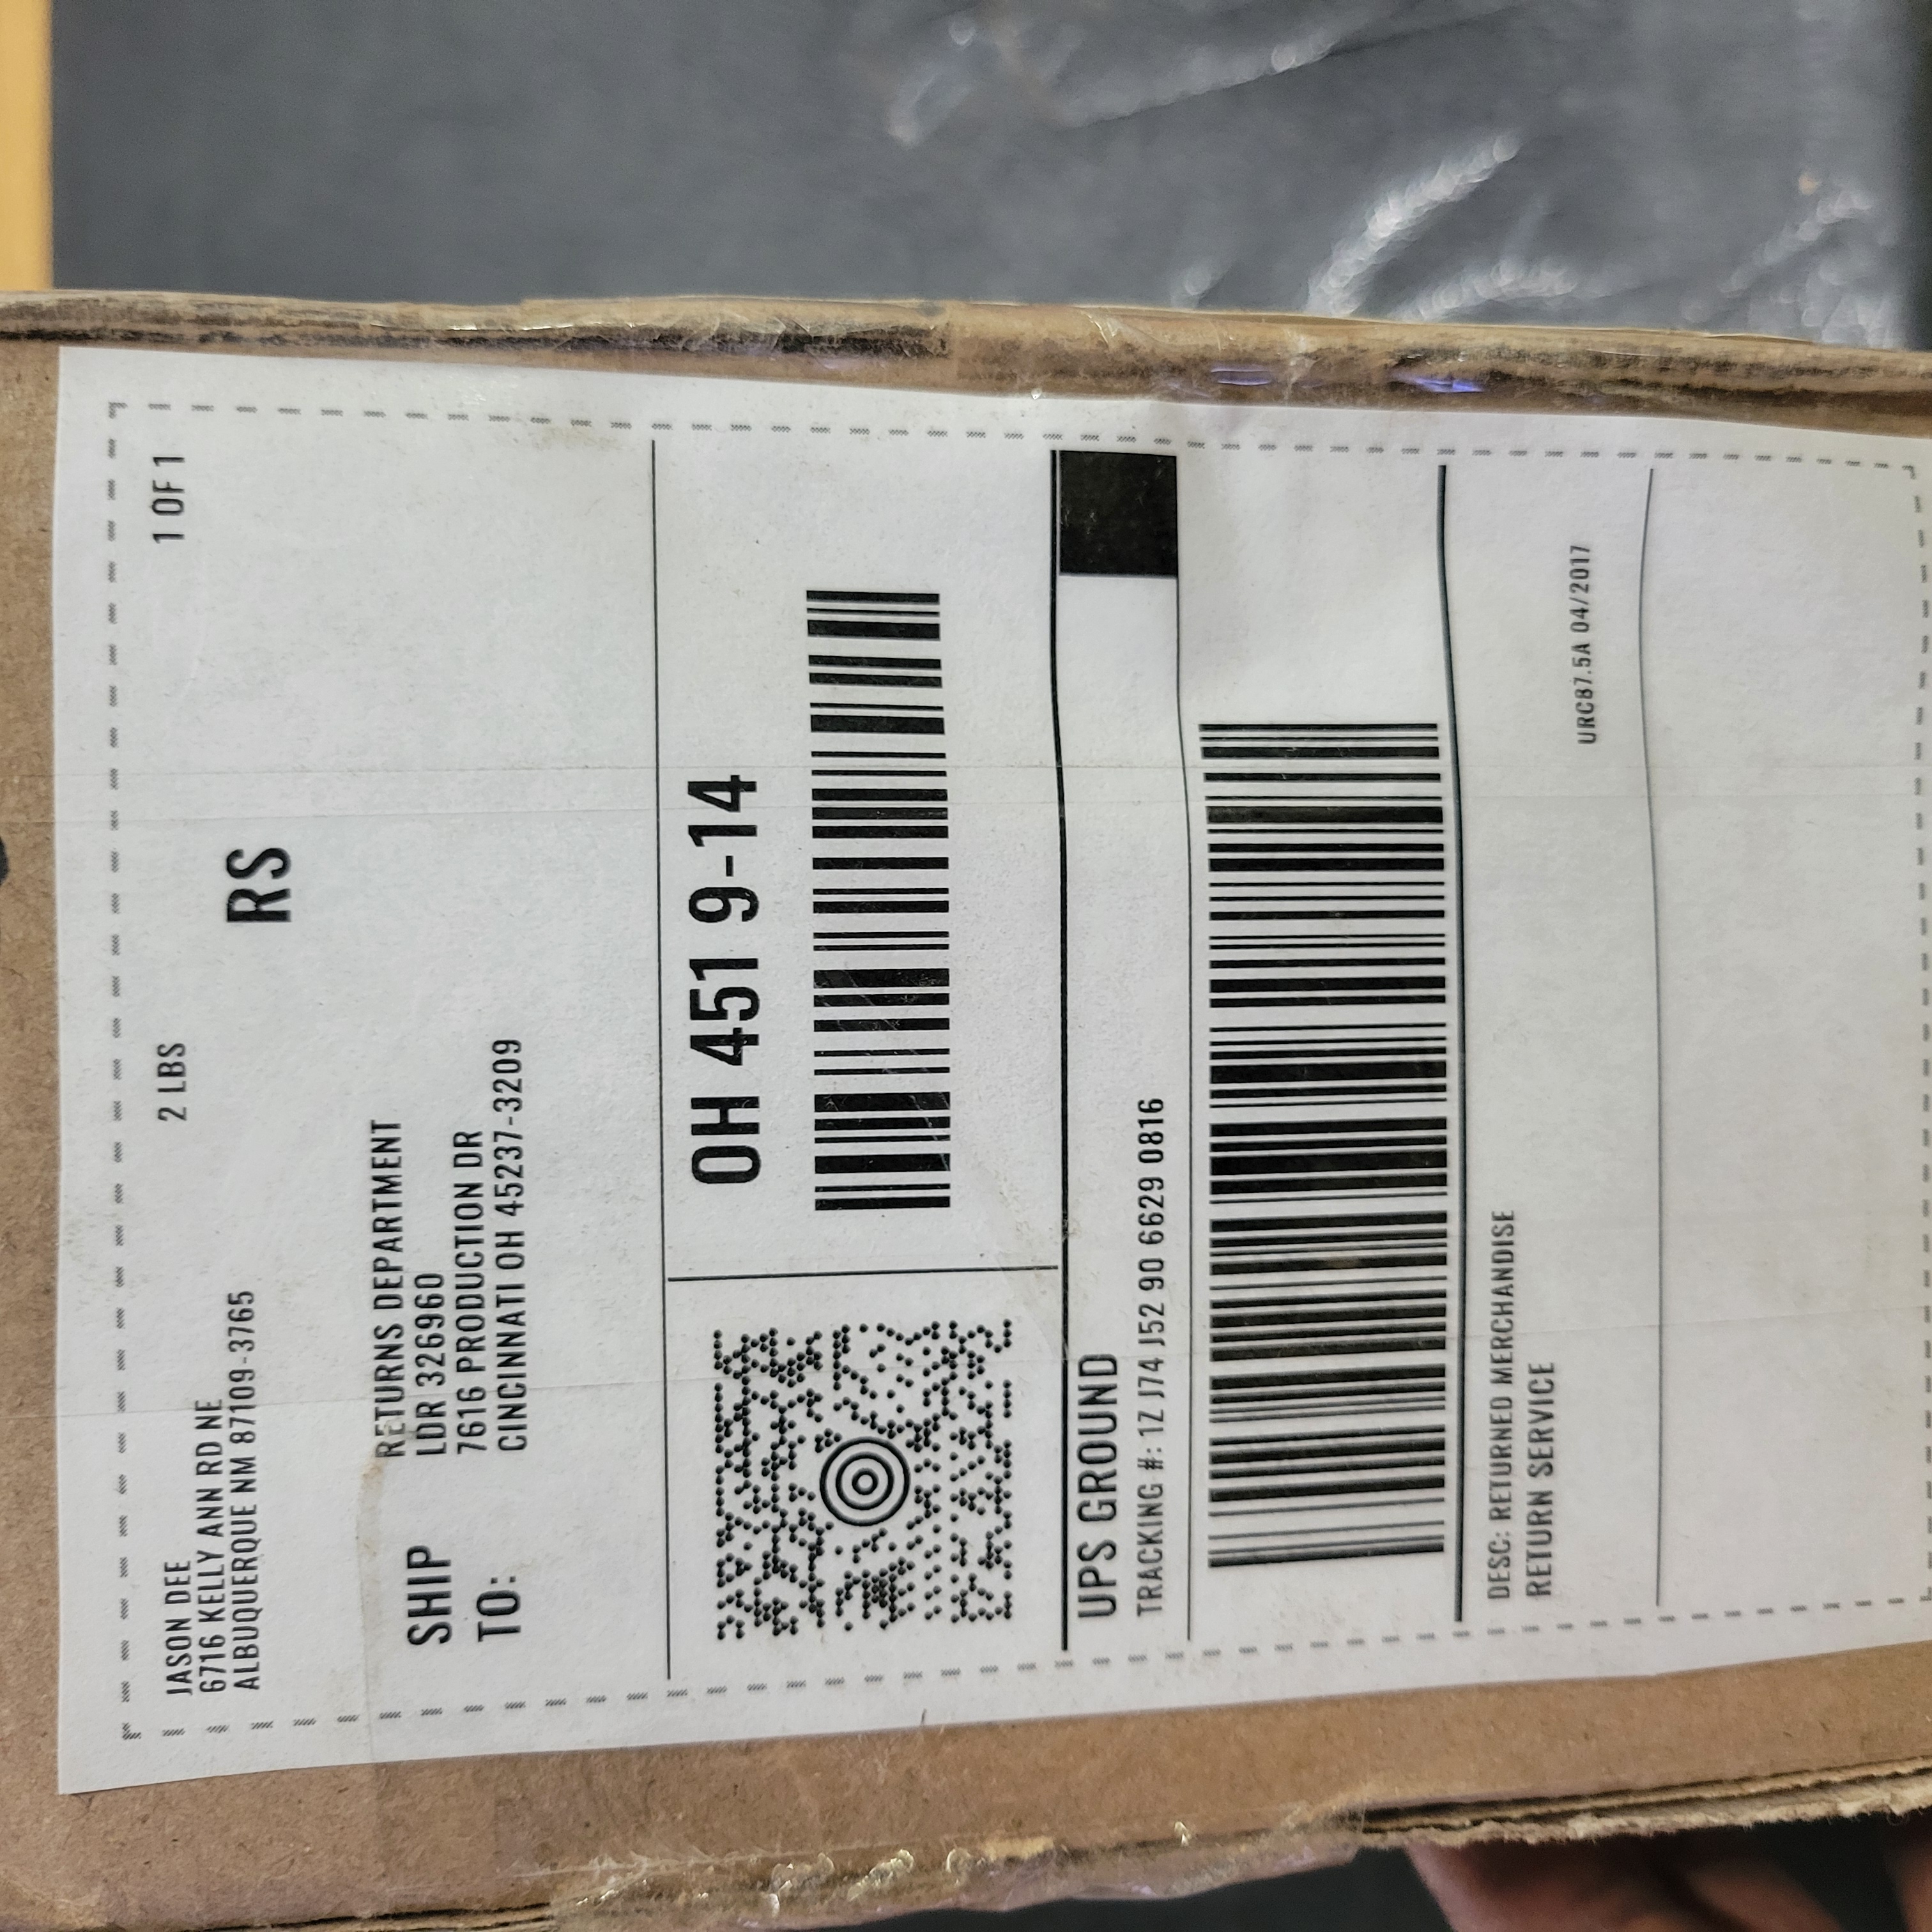 JASON DEE
6716 KELLY ANN RD NE
ALBUQUERQUE NM 87109-3765
2 LBS
1 OF 1
RS
SHIP
TO:
RETURNS DEPARTMENT
LDR 326960
7616 PRODUCTION DR
CINCINNATI OH 45237-3209
OH 451 9-14
UPS GROUND
TRACKING #: 1Z J74 J52 90 6629 0816
DESC: RETURNED MERCHANDISE
RETURN SERVICE
URC87.5A 04/2017